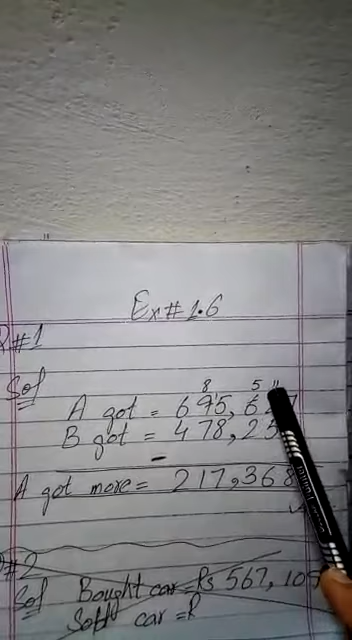 Ex# 1.6
Q#1
Sol
A got = 695,6
B got = 478,25
A got more = 217,368
#2
Sol Bought car = Rs 567,105
car =